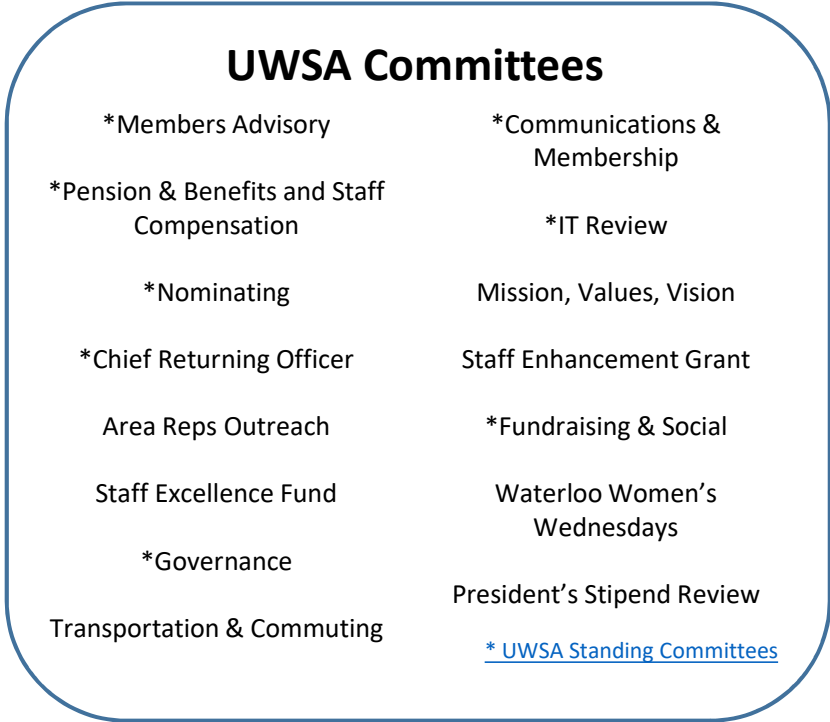 UWSA Committees
*Members Advisory
*Pension & Benefits and Staff
Compensation
*Nominating
*Chief Returning Officer
Area Reps Outreach
Staff Excellence Fund
*Governance
Transportation & Commuting
*Communications &
Membership
*IT Review
Mission, Values, Vision
Staff Enhancement Grant
*Fundraising & Social
Waterloo Women’s
Wednesdays
President’s Stipend Review
* UWSA Standing Committees